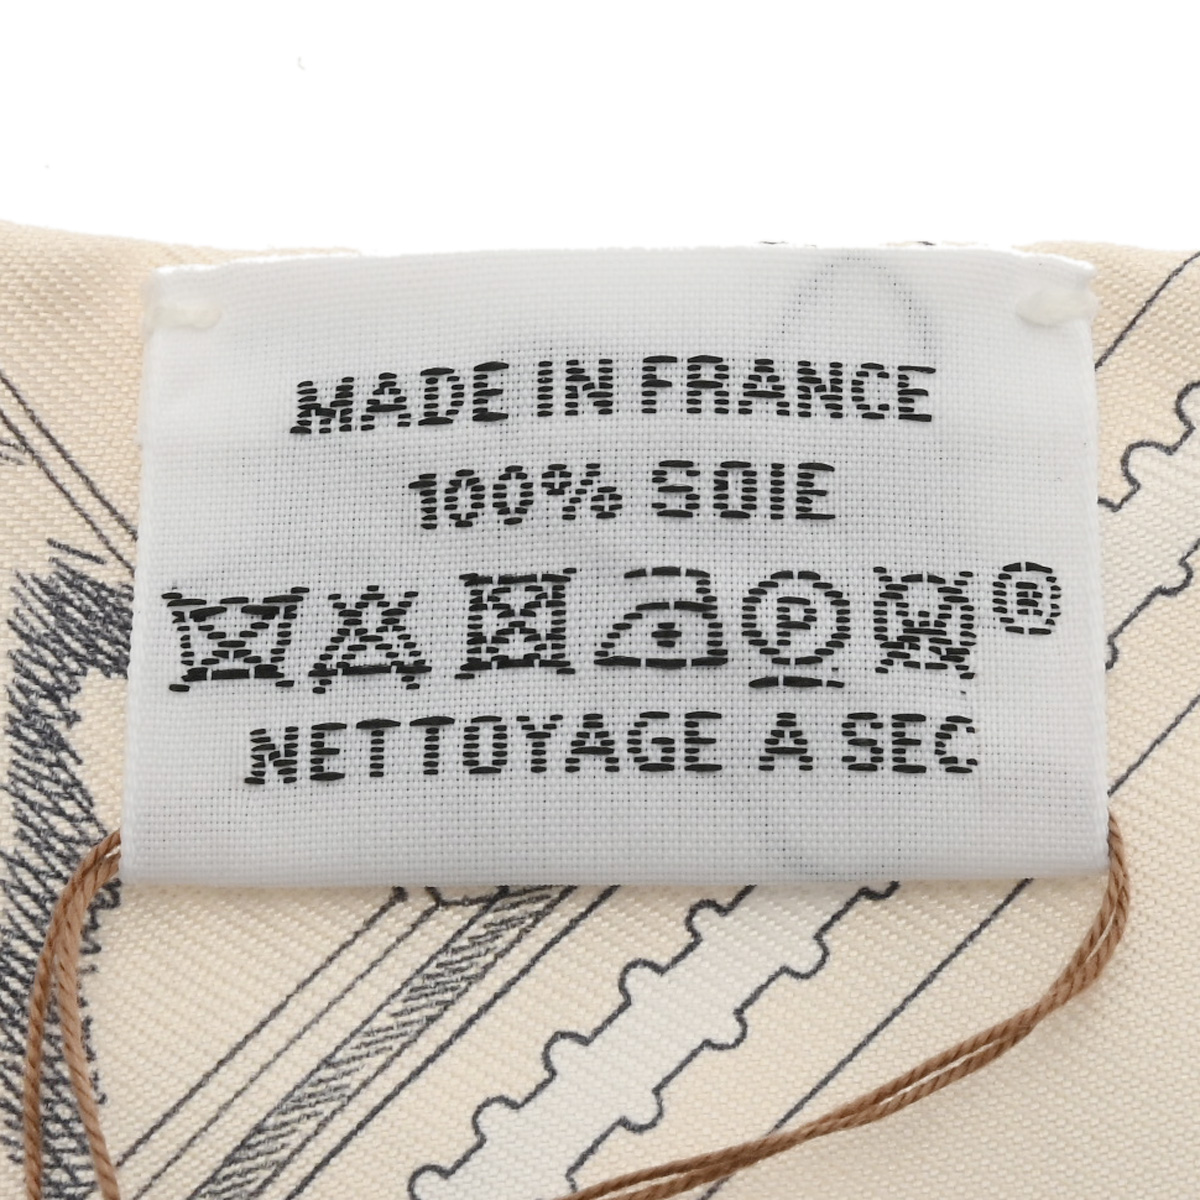 MADE IN FRANCE
100% SOIE
P W ®
NETTOYAGE A SEC